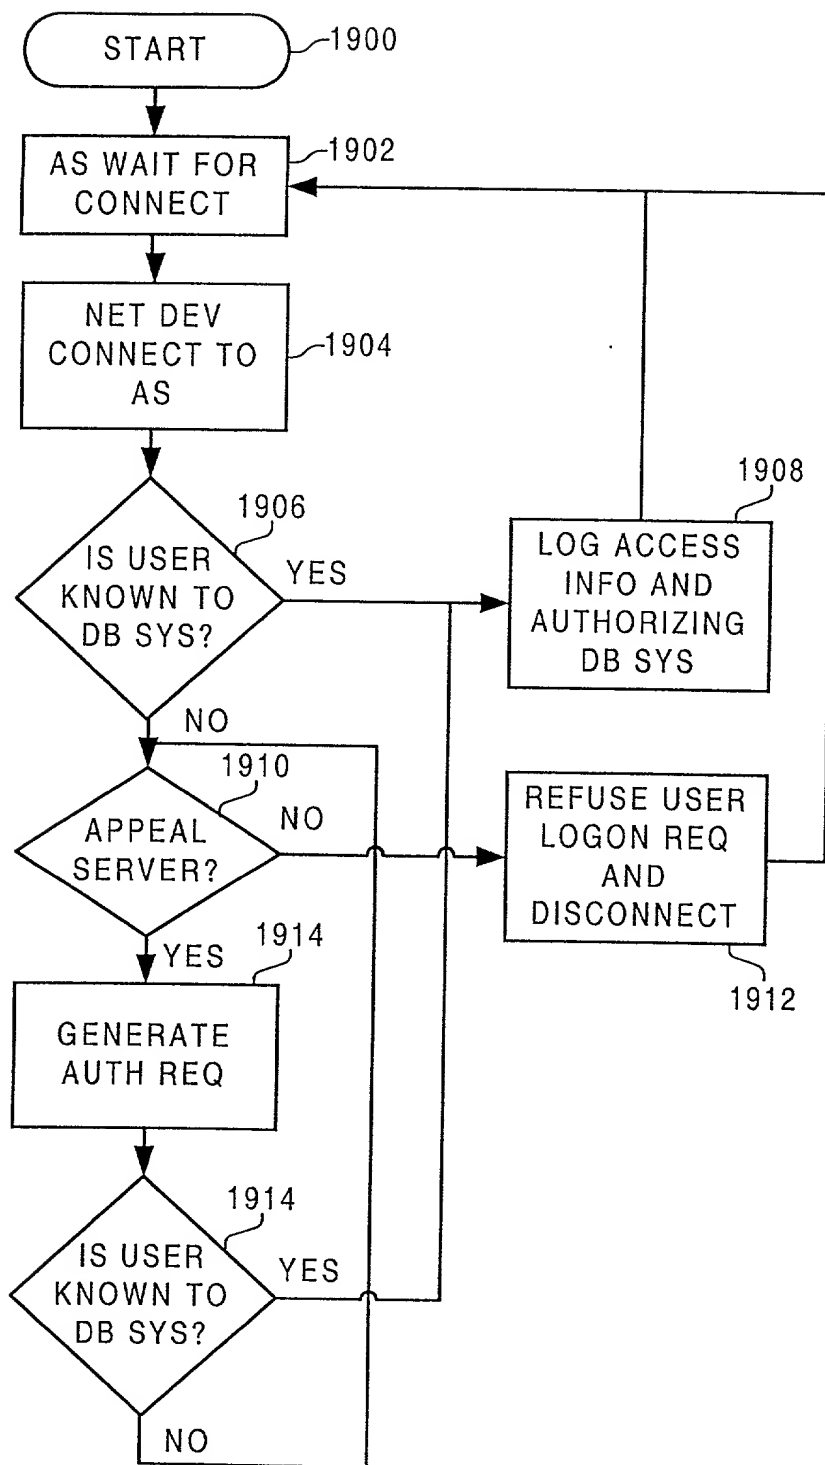 START
1900
AS WAIT FOR
CONNECT
1902
NET DEV
CONNECT TO
AS
1904
IS USER
KNOWN TO
DB SYS?
1906
YES
LOG ACCESS
INFO AND
AUTHORIZING
DB SYS
1908
NO
APPEAL
SERVER?
1910
NO
REFUSE USER
LOGON REQ
AND
DISCONNECT
1912
YES
GENERATE
AUTH REQ
1914
IS USER
KNOWN TO
DB SYS?
1914
YES
NO